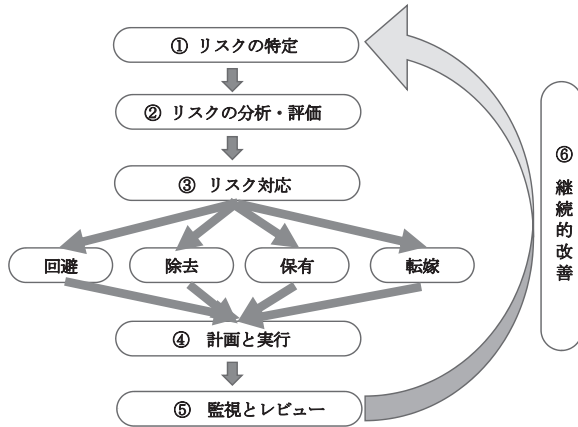 ① リスクの特定
② リスクの分析・評価
③ リスク対応
回避
除去
保有
転嫁
④ 計画と実行
⑤ 監視とレビュー
⑥ 継続的改善